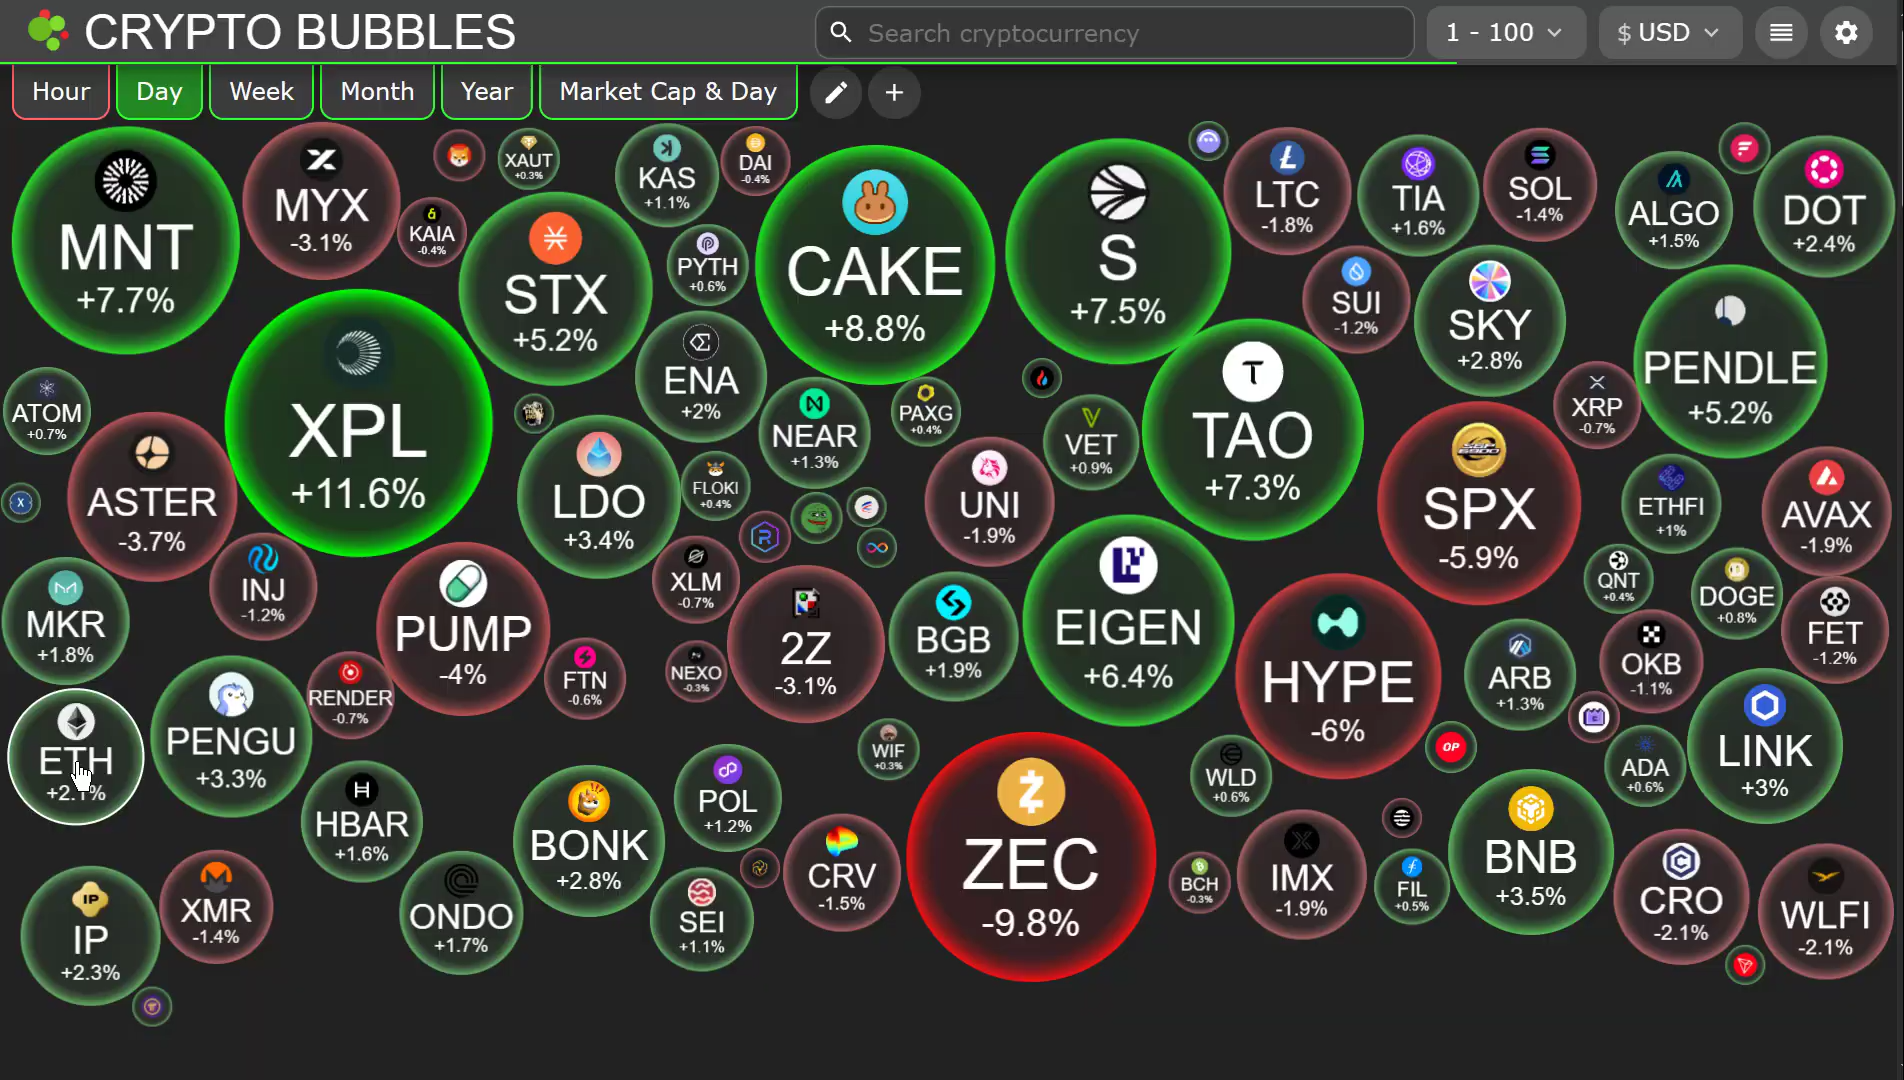 CRYPTO BUBBLES
Search cryptocurrency
1 - 100
$ USD
Hour
Day
Week
Month
Year
Market Cap & Day
MNT
+7.7%
MYX
-3.1%
KAIA
-0.4%
XAUT
+0.3%
KAS
+1.1%
DAI
-0.4%
STX
+5.2%
PYTH
+0.6%
CAKE
+8.8%
S
+7.5%
LTC
-1.8%
TIA
+1.6%
SOL
-1.4%
ALGO
+1.5%
DOT
+2.4%
SUI
-1.2%
SKY
+2.8%
PENDLE
+5.2%
XPL
+11.6%
ENA
+2%
NEAR
+1.3%
PAXG
+0.4%
VET
+0.9%
TAO
+7.3%
XRP
-0.7%
ATOM
+0.7%
ASTER
-3.7%
LDO
+3.4%
FLOKI
+0.4%
UNI
-1.9%
SPX
-5.9%
ETHFI
+1%
AVAX
-1.9%
MKR
+1.8%
INJ
-1.2%
PUMP
-4%
XLM
-0.7%
2Z
-3.1%
BGB
+1.9%
EIGEN
+6.4%
HYPE
-6%
QNT
+0.4%
DOGE
+0.8%
FET
-1.2%
ETH
PENGU
+3.3%
RENDER
-0.7%
FTN
-0.6%
NEXO
-0.3%
ARB
+1.3%
OKB
-1.1%
LINK
+3%
WIF
+0.3%
WLD
+0.6%
OP
ADA
+0.6%
HBAR
+1.6%
BONK
+2.8%
POL
+1.2%
ZEC
-9.8%
BNB
+3.5%
IP
IP
+2.3%
XMR
-1.4%
ONDO
+1.7%
SEI
+1.1%
CRV
-1.5%
BCH
-0.3%
IMX
-1.9%
FIL
+0.5%
CRO
-2.1%
WLFI
-2.1%